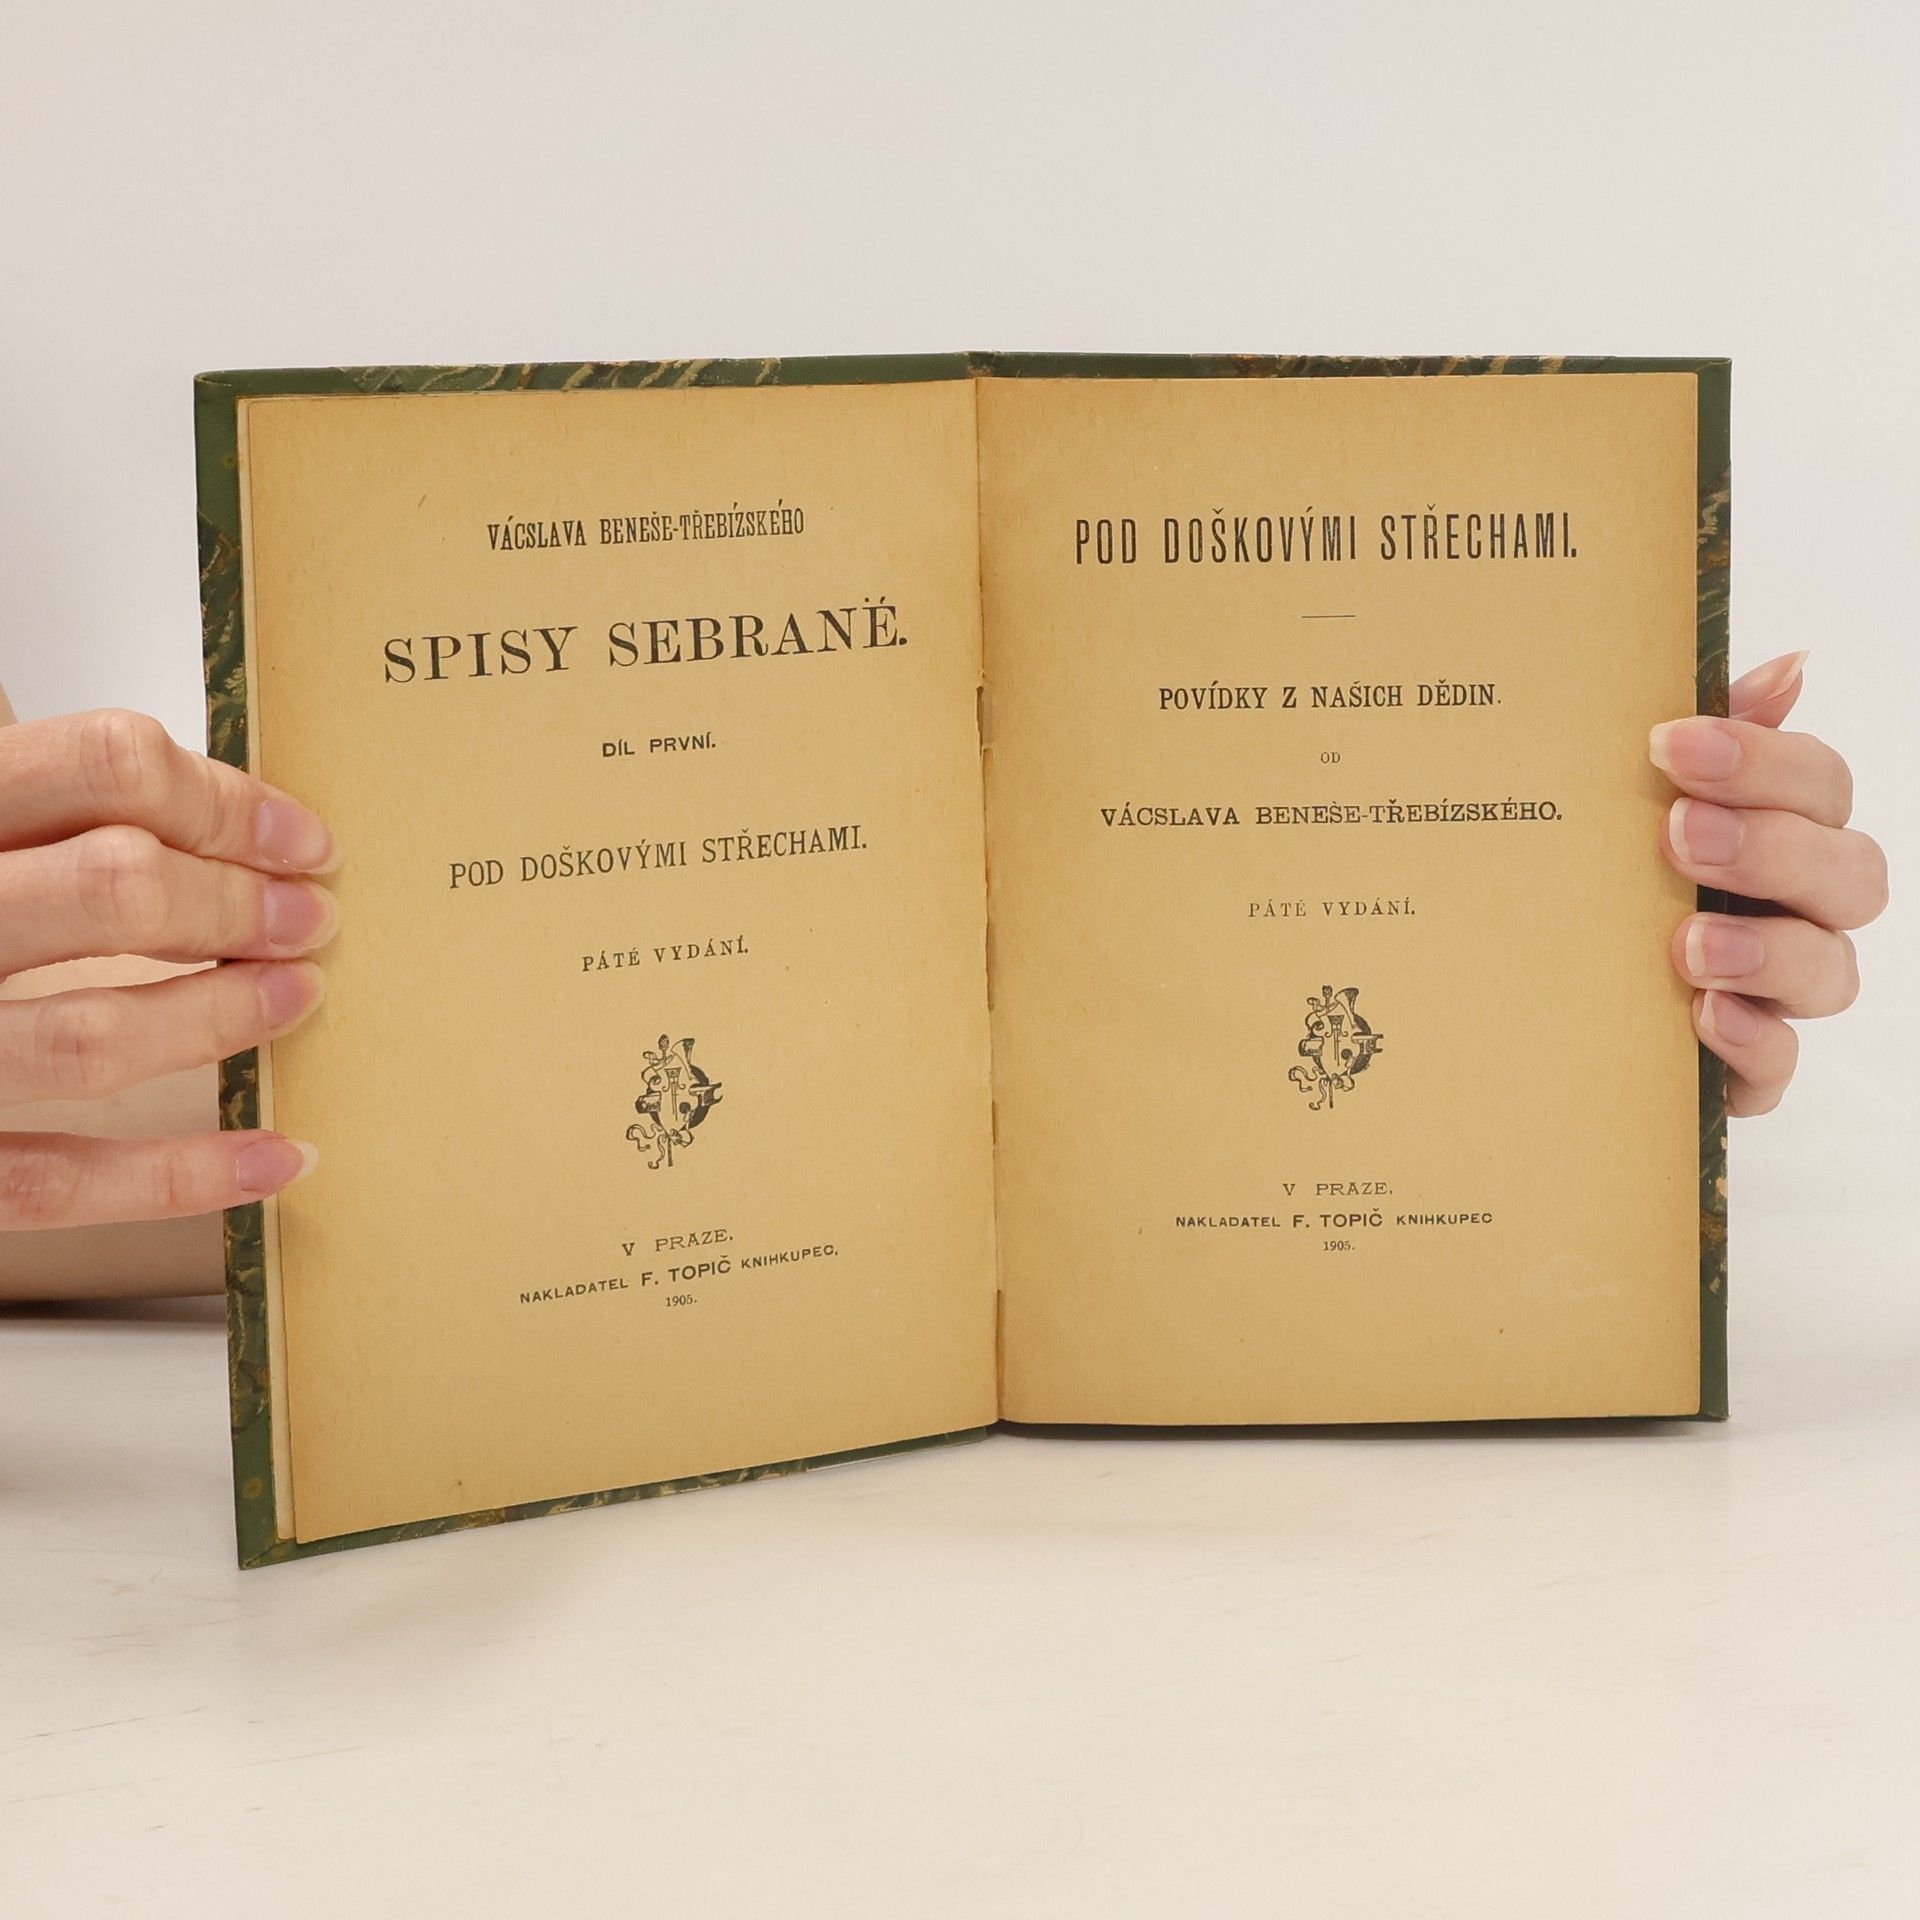 VÁCSLAVA BENEŠE-TŘEBÍZSKÉHO
SPISY SEBRANÉ.
DÍL PRVNÍ.
POD DOŠKOVÝMI STŘECHAMI.
PÁTÉ VYDÁNÍ.
V PRAZE.
NAKLADATEL F. TOPIČ KNIHKUPEC.
1905.
POD DOŠKOVÝMI STŘECHAMI.
POVÍDKY Z NAŠICH DĚDIN.
OD
VÁCSLAVA BENEŠE-TŘEBÍZSKÉHO.
PÁTÉ VYDÁNÍ.
V PRAZE.
NAKLADATEL F. TOPIČ KNIHKUPEC
1905.